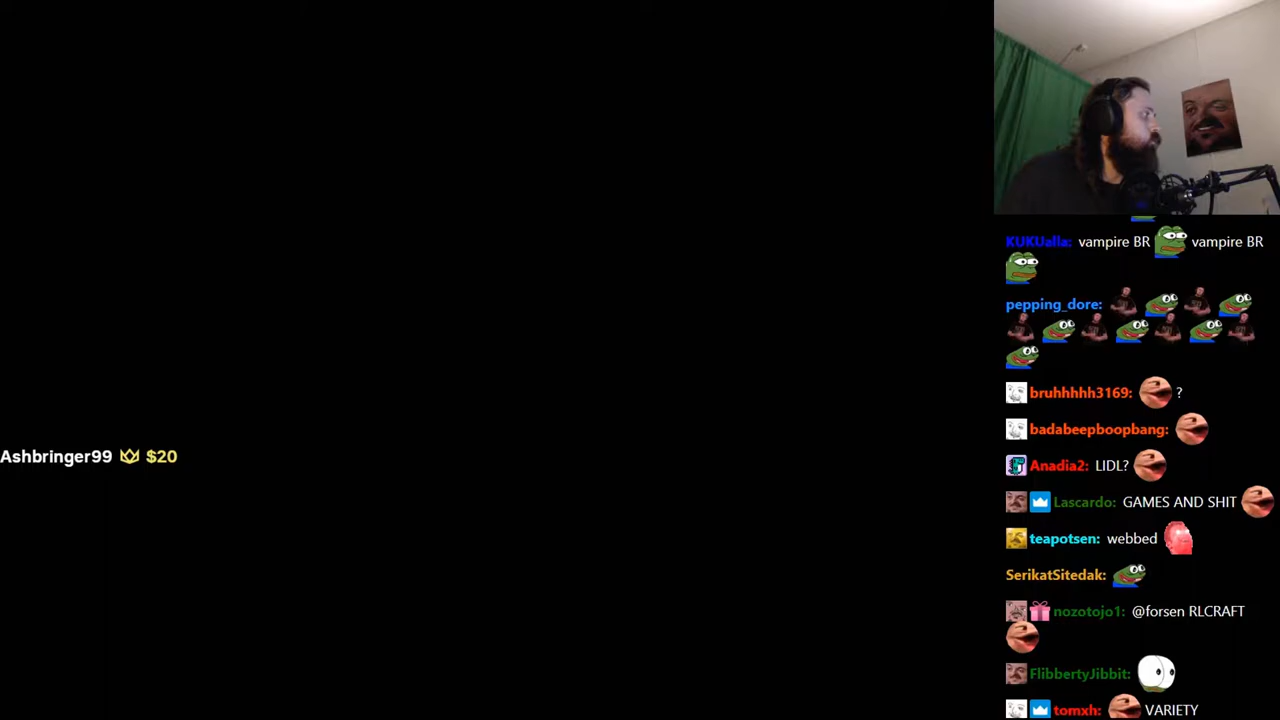 KUKUalla: vampire BR vampire BR
pepping_dore:
bruhhhhh3169: ?
badabeepboopbang:
Ashbringer99 $20
Anadia2: LIDL?
Lascardo: GAMES AND SHIT
teapotsen: webbed
SerikatSitedak:
nozotojo1: @forsen RLCRAFT
FlibbertyJibbit:
tomxh: VARIETY